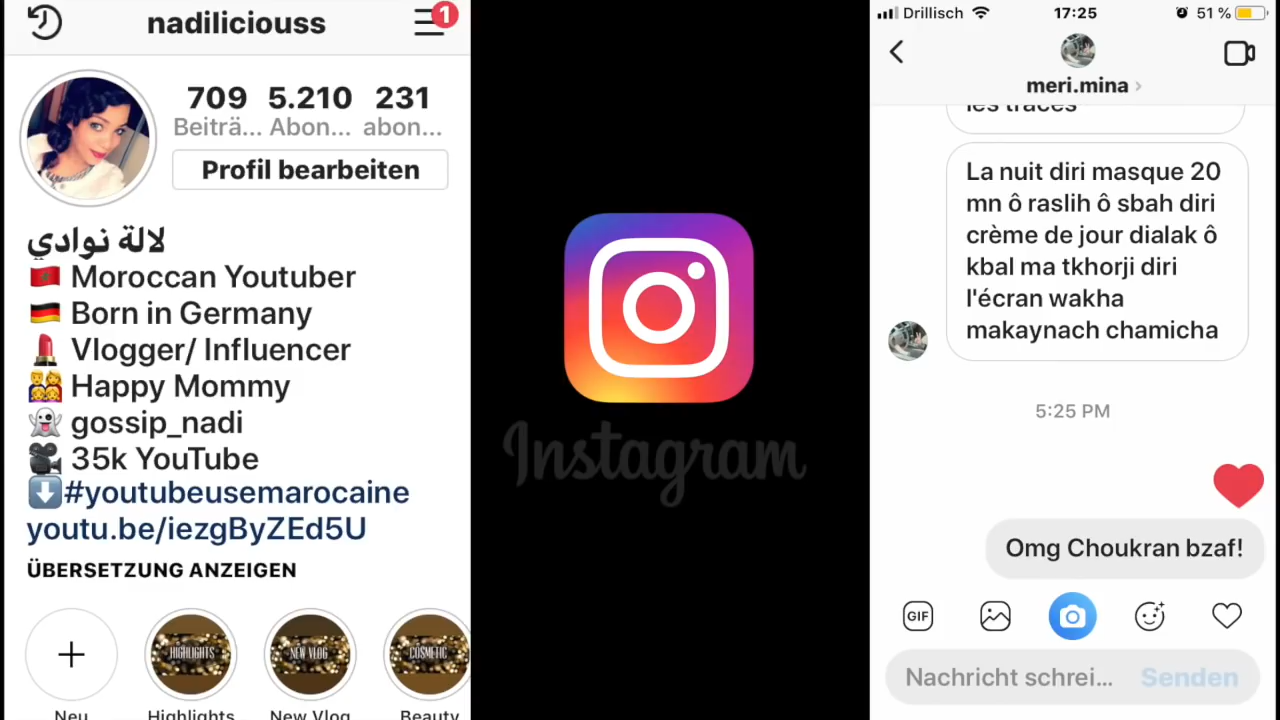 nadiliciouss
1
709 5.210 231
Beiträ... Abon... abon...
Profil bearbeiten
لالة نوادي
🇲🇦 Moroccan Youtuber
🇩🇪 Born in Germany
💄 Vlogger/ Influencer
👨‍👩‍👧‍👦 Happy Mommy
👻 gossip_nadi
🎥 35k YouTube
⬇️#youtubeusemarocaine
youtu.be/iezgByZEd5U
ÜBERSETZUNG ANZEIGEN
HIGHLIGHTS NEW VLOG COSMETIC
Neu Highlights New Vlog Beauty
Instagram
Drillisch 17:25 51 %
meri.mina
les traces
La nuit diri masque 20
mn ô raslih ô sbah diri
crème de jour dialak ô
kbal ma tkhorji diri
l'écran wakha
makaynach chamicha
5:25 PM
Omg Choukran bzaf!
GIF
Nachricht schrei... Senden